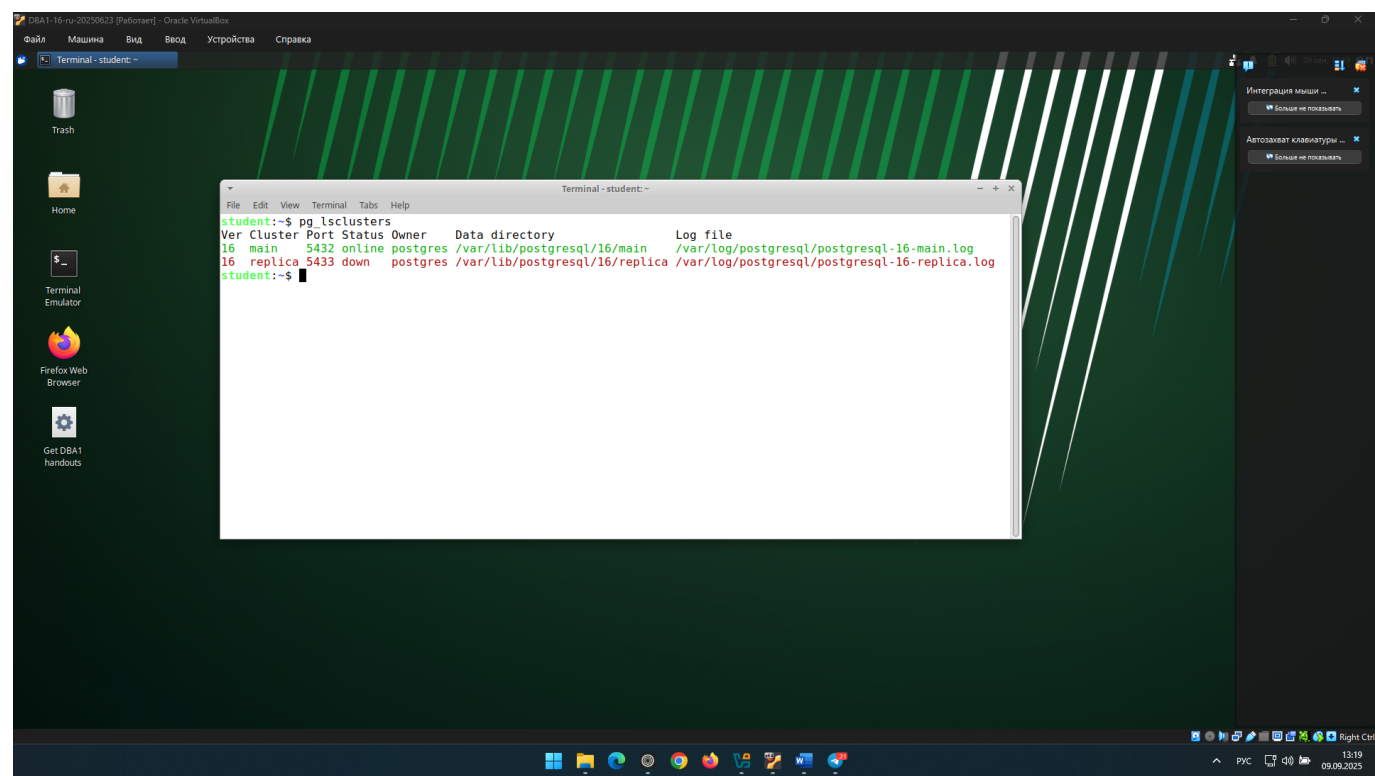 DBA1-16-ru-20250623 [Работает] - Oracle VirtualBox
Файл Машина Вид Ввод Устройства Справка
Terminal - student: ~
Интеграция мыши ...
Больше не показывать
Автозахват клавиатуры ...
Больше не показывать
Trash
Home
Terminal
Emulator
Firefox Web
Browser
Get DBA1
handouts
Terminal - student: ~
File Edit View Terminal Tabs Help
student:~$ pg_lsclusters
Ver Cluster Port Status Owner    Data directory              Log file
16  main    5432 online postgres /var/lib/postgresql/16/main    /var/log/postgresql/postgresql-16-main.log
16  replica 5433 down   postgres /var/lib/postgresql/16/replica /var/log/postgresql/postgresql-16-replica.log
student:~$
Right Ctrl
РУС
13:19
09.09.2025